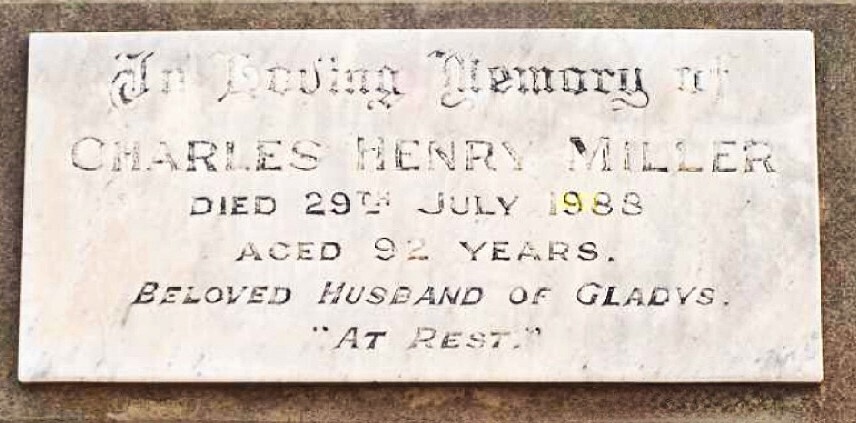 In Loving Memory of
CHARLES HENRY MILLER
DIED 29TH JULY 1988
AGED 92 YEARS.
BELOVED HUSBAND OF GLADYS.
"AT REST."